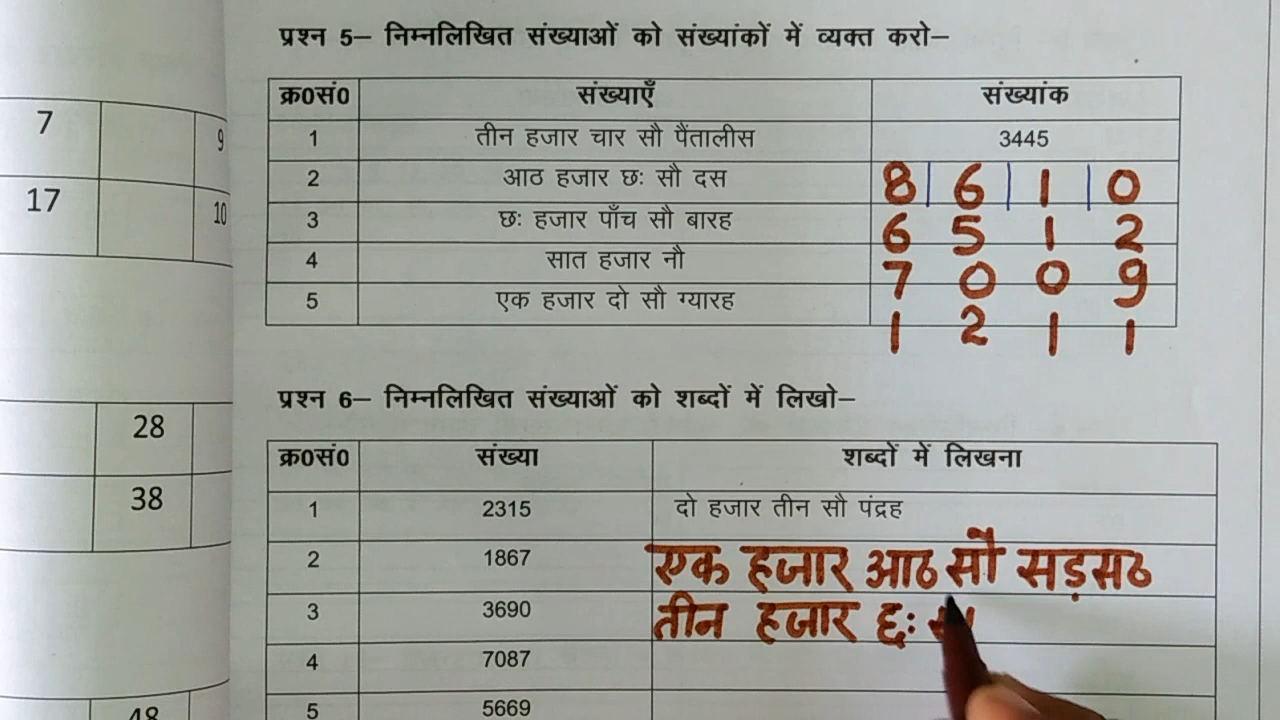 7
9
17
10
28
38
48
प्रश्न 5– निम्नलिखित संख्याओं को संख्यांकों में व्यक्त करो–
क्र0सं0 संख्याएँ संख्यांक
1 तीन हजार चार सौ पैंतालीस 3445
2 आठ हजार छः सौ दस 8 6 1 0
3 छः हजार पाँच सौ बारह 6 5 1 2
4 सात हजार नौ 7 0 0 9
5 एक हजार दो सौ ग्यारह 1 2 1 1
प्रश्न 6– निम्नलिखित संख्याओं को शब्दों में लिखो–
क्र0सं0 संख्या शब्दों में लिखना
1 2315 दो हजार तीन सौ पंद्रह
2 1867 एक हजार आठ सौ सड़सठ
3 3690 तीन हजार छः
4 7087
5 5669